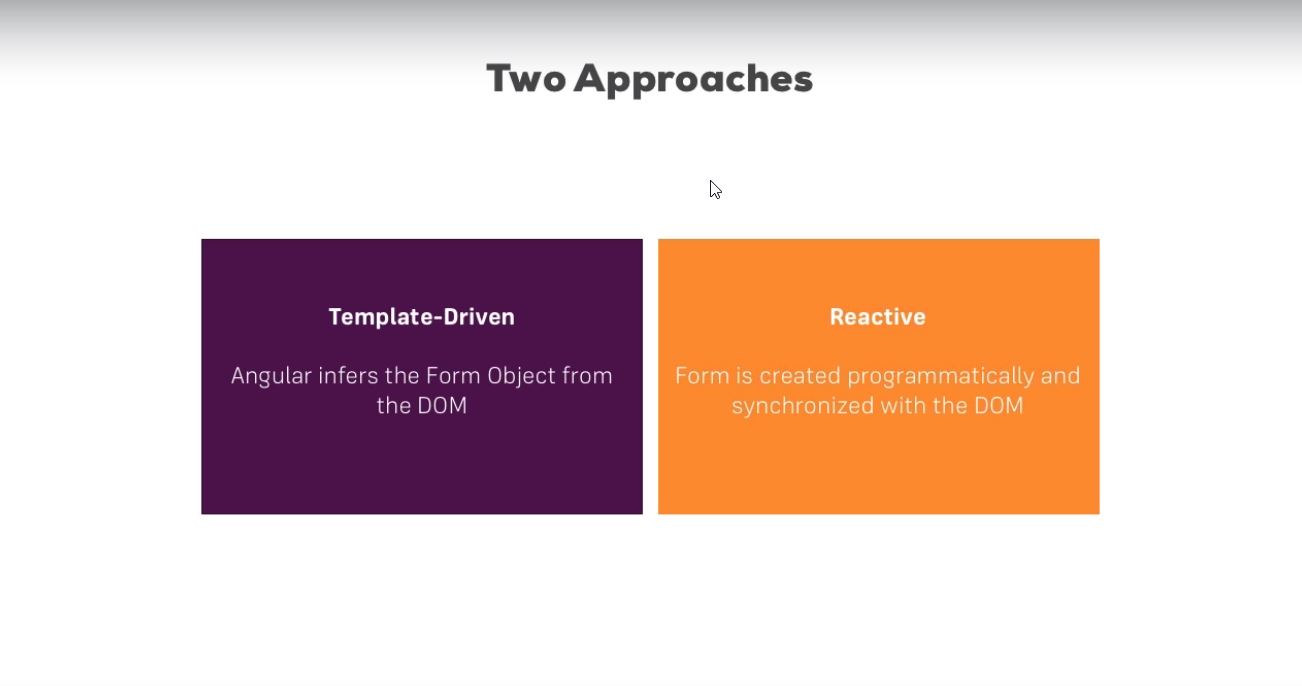 Two Approaches
Template-Driven
Angular infers the Form Object from
the DOM
Reactive
Form is created programmatically and
synchronized with the DOM